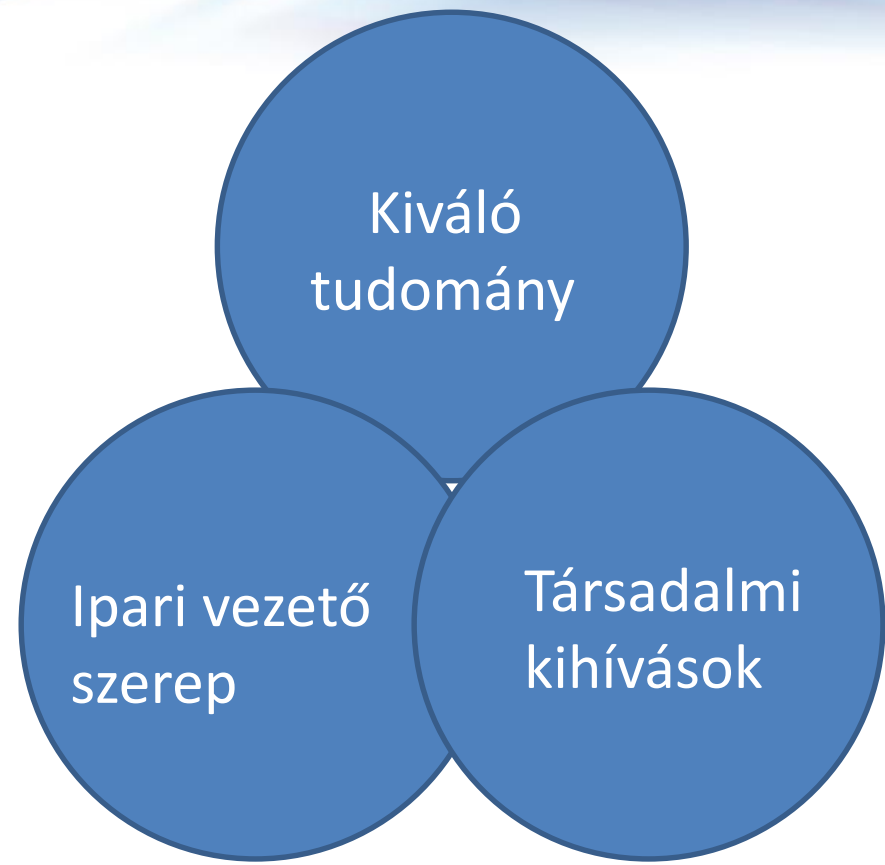 Kiváló
tudomány
Ipari vezető
szerep
Társadalmi
kihívások